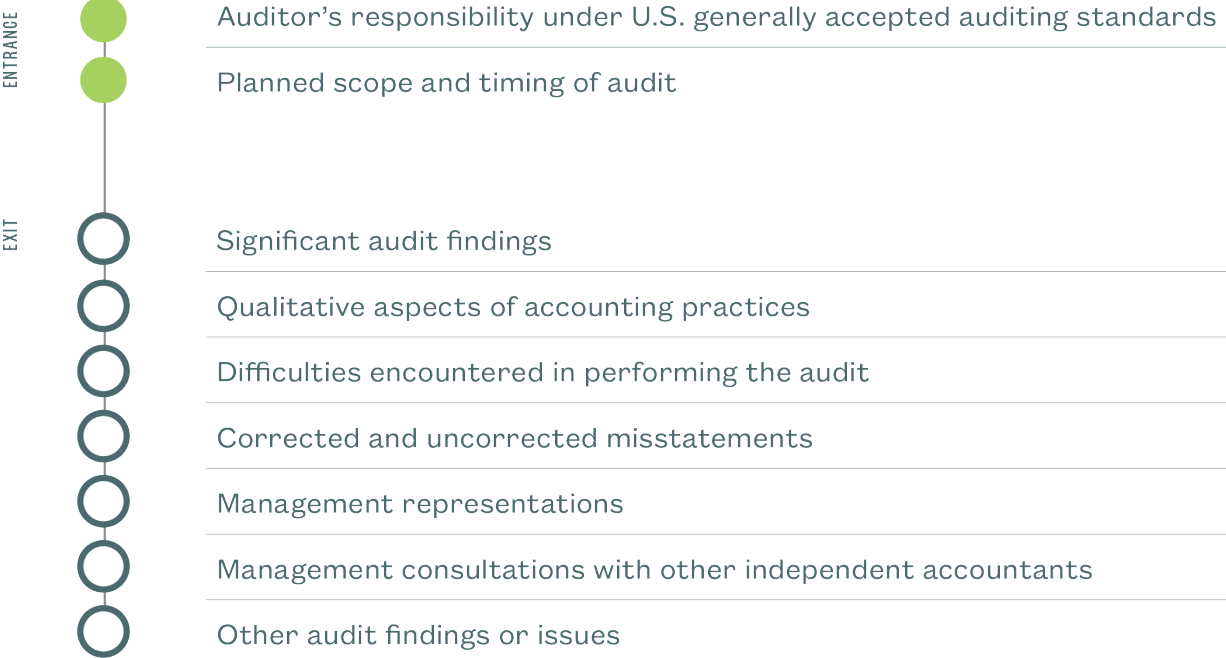 ENTRANCE
Auditor’s responsibility under U.S. generally accepted auditing standards
Planned scope and timing of audit
EXIT
Significant audit findings
Qualitative aspects of accounting practices
Difficulties encountered in performing the audit
Corrected and uncorrected misstatements
Management representations
Management consultations with other independent accountants
Other audit findings or issues